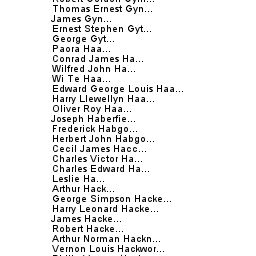 Thomas Ernest Gyn...
James Gyn...
Ernest Stephen Gyt...
George Gyt...
Paora Haa...
Conrad James Ha...
Wilfred John Ha...
Wi Te Haa...
Edward George Louis Haa...
Harry Llewellyn Haa...
Oliver Roy Haa...
Joseph Haberfie...
Frederick Habgo...
Herbert John Habgo...
Cecil James Hacc...
Charles Victor Ha...
Charles Edward Ha...
Leslie Ha...
Arthur Hack...
George Simpson Hacke...
Harry Leonard Hacke...
James Hacke...
Robert Hacke...
Arthur Norman Hackn...
Vernon Louis Hackwor...